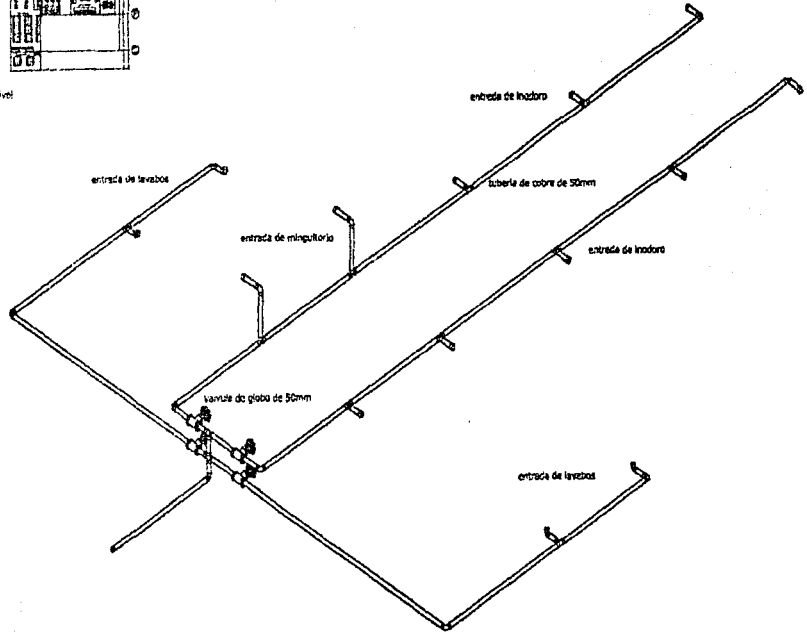 entrada de inodoro
entrada de lavabos
tuberia de cobre de 50mm
entrada de mingitorio
entrada de inodoro
valvula de globo de 50mm
entrada de lavabos